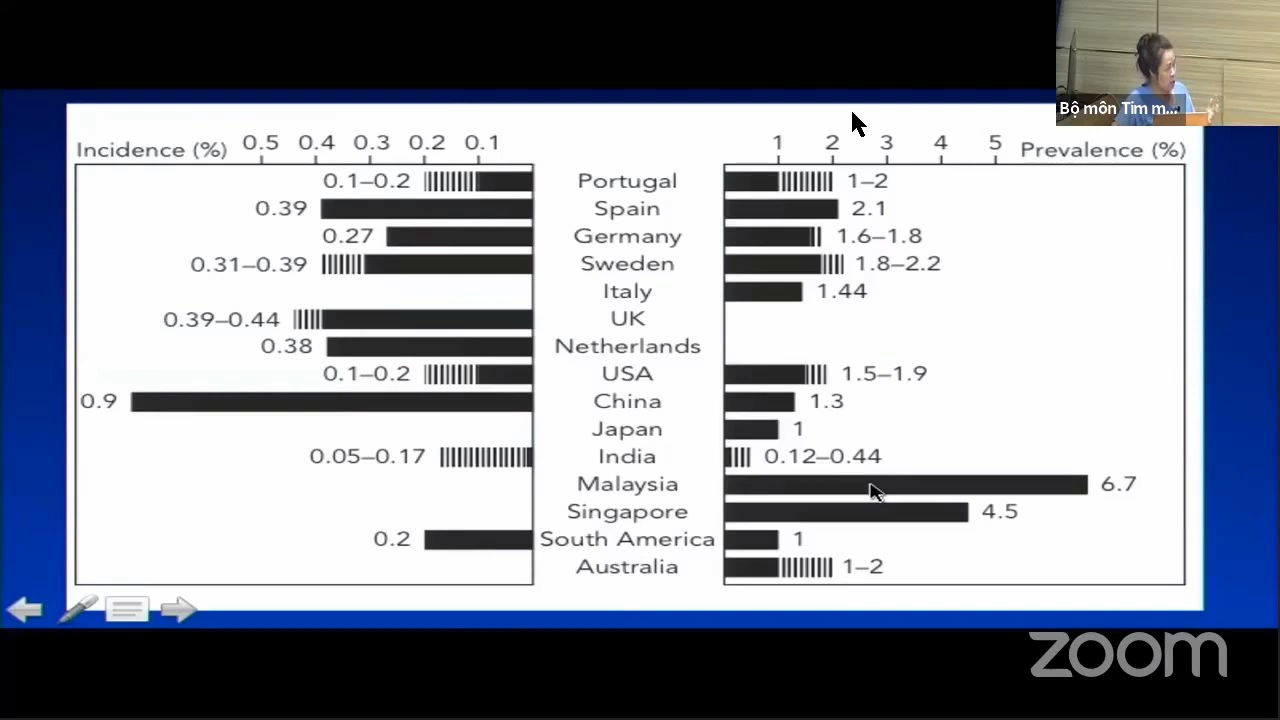 Bộ môn Tim m...
Incidence (%) 0.5 0.4 0.3 0.2 0.1 1 2 3 4 5 Prevalence (%)
0.1–0.2 Portugal 1–2
0.39 Spain 2.1
0.27 Germany 1.6–1.8
0.31–0.39 Sweden 1.8–2.2
Italy 1.44
0.39–0.44 UK
0.38 Netherlands
0.1–0.2 USA 1.5–1.9
0.9 China 1.3
Japan 1
0.05–0.17 India 0.12–0.44
Malaysia 6.7
Singapore 4.5
0.2 South America 1
Australia 1–2
zoom